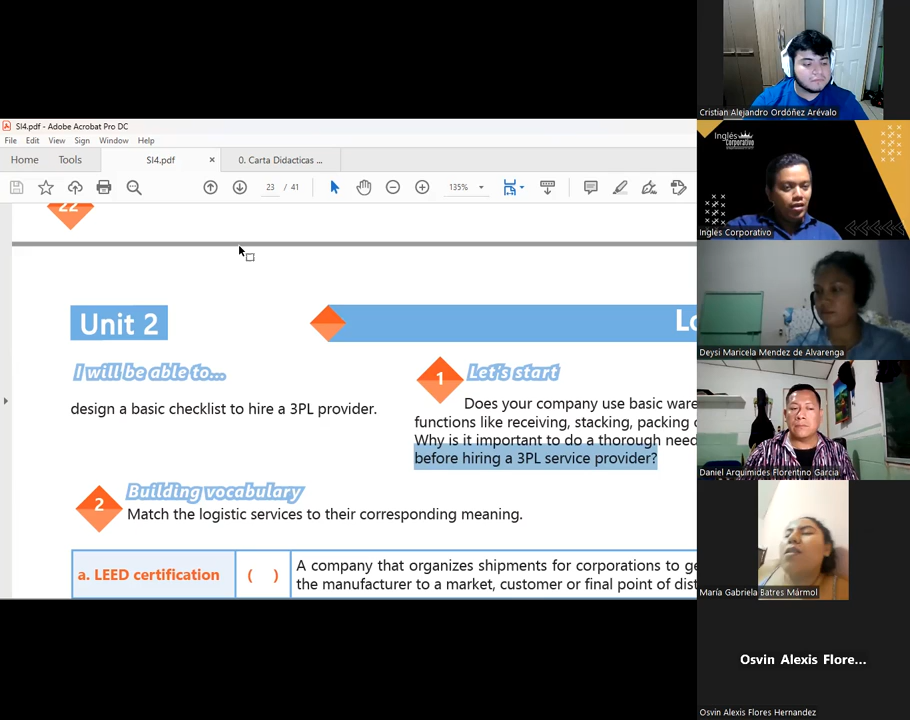 SI4.pdf - Adobe Acrobat Pro DC
File Edit View Sign Window Help
Home Tools SI4.pdf × 0. Carta Didacticas ...
23 / 41 135%
22
Unit 2
Lo
I will be able to...
design a basic checklist to hire a 3PL provider.
1 Let's start
Does your company use basic ware
functions like receiving, stacking, packing
Why is it important to do a thorough need
before hiring a 3PL service provider?
2 Building vocabulary
Match the logistic services to their corresponding meaning.
a. LEED certification ( ) A company that organizes shipments for corporations to ge
the manufacturer to a market, customer or final point of dist
Cristian Alejandro Ordóñez Arévalo
Inglés
Corporativo
Inglés Corporativo
Deysi Maricela Mendez de Alvarenga
Daniel Arquimides Florentino Garcia
María Gabriela Batres Mármol
Osvin Alexis Flore...
Osvin Alexis Flores Hernandez